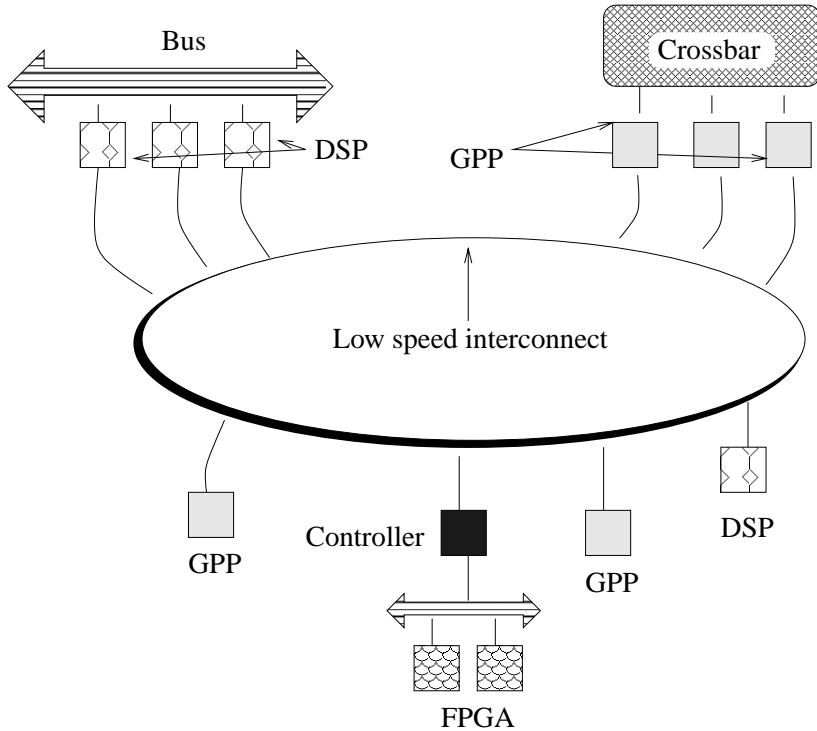 Bus
Crossbar
DSP
GPP
Low speed interconnect
GPP
Controller
GPP
DSP
FPGA